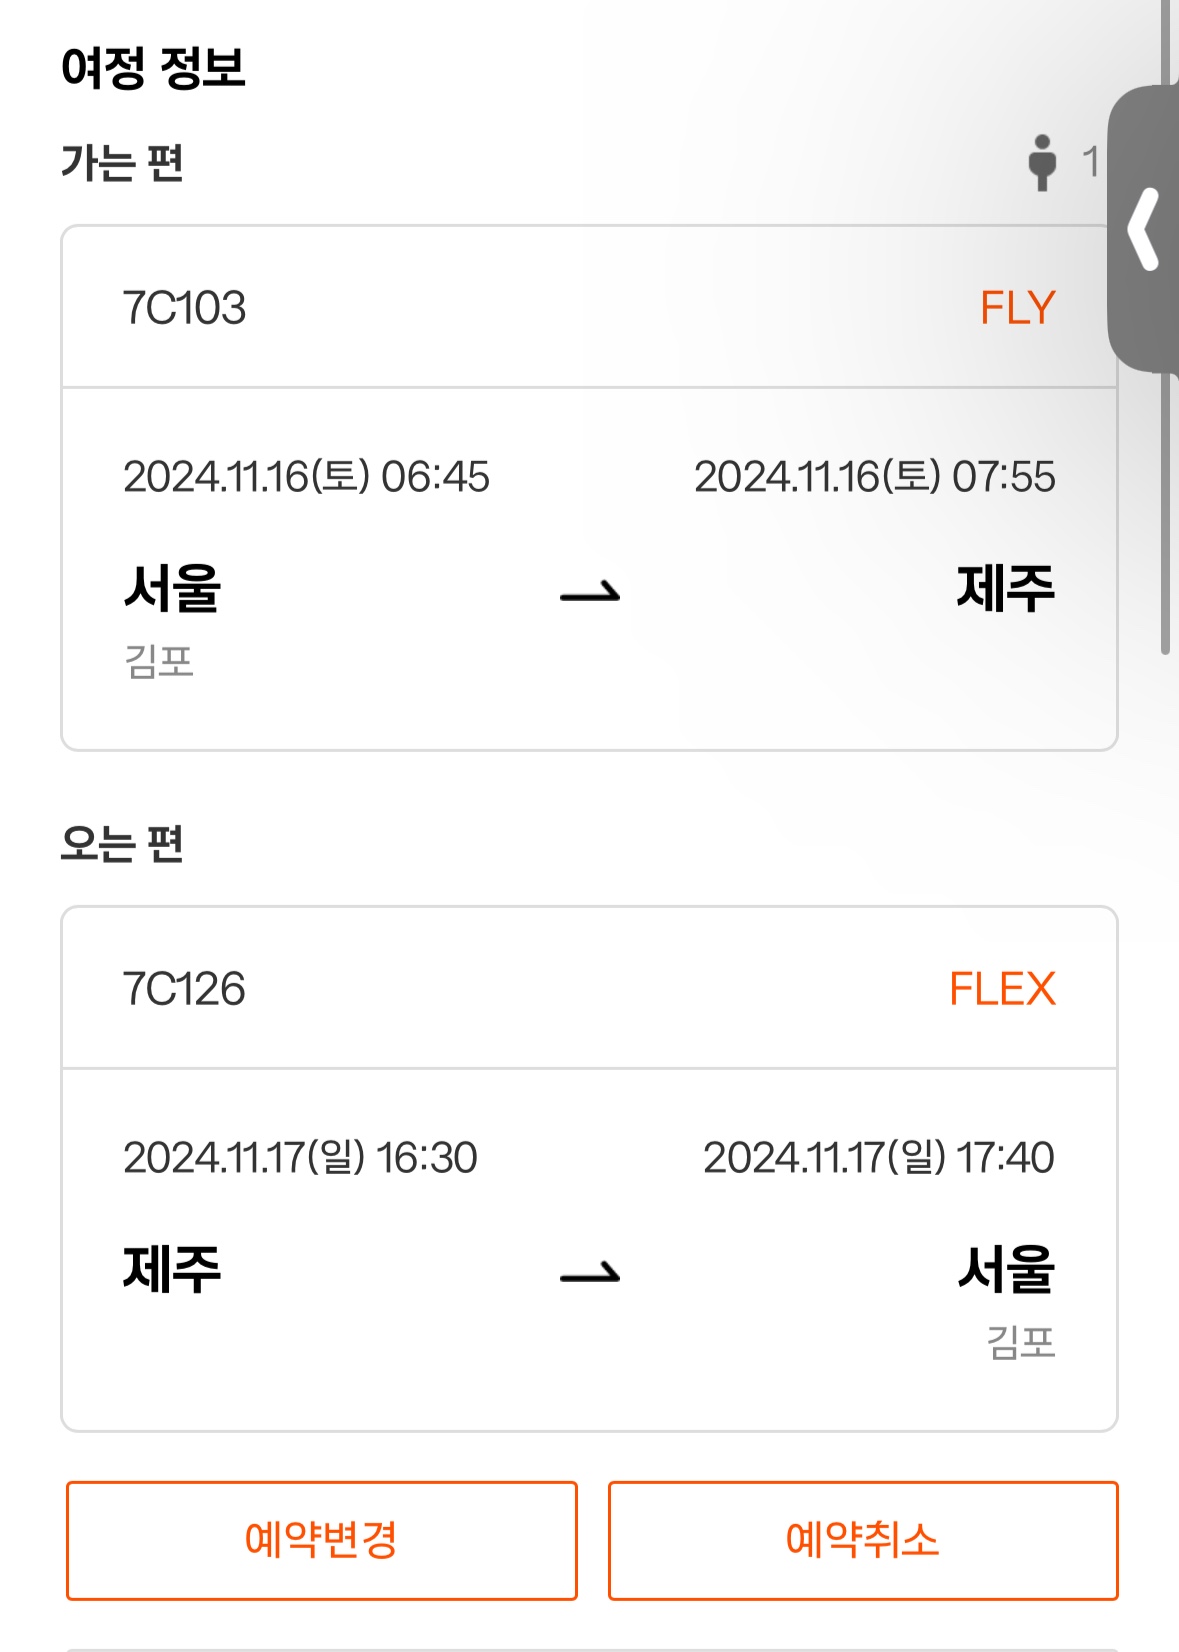 여정 정보
가는 편
1
7C103 FLY
2024.11.16(토) 06:45 2024.11.16(토) 07:55
서울 제주
김포
오는 편
7C126 FLEX
2024.11.17(일) 16:30 2024.11.17(일) 17:40
제주 서울
김포
예약변경 예약취소